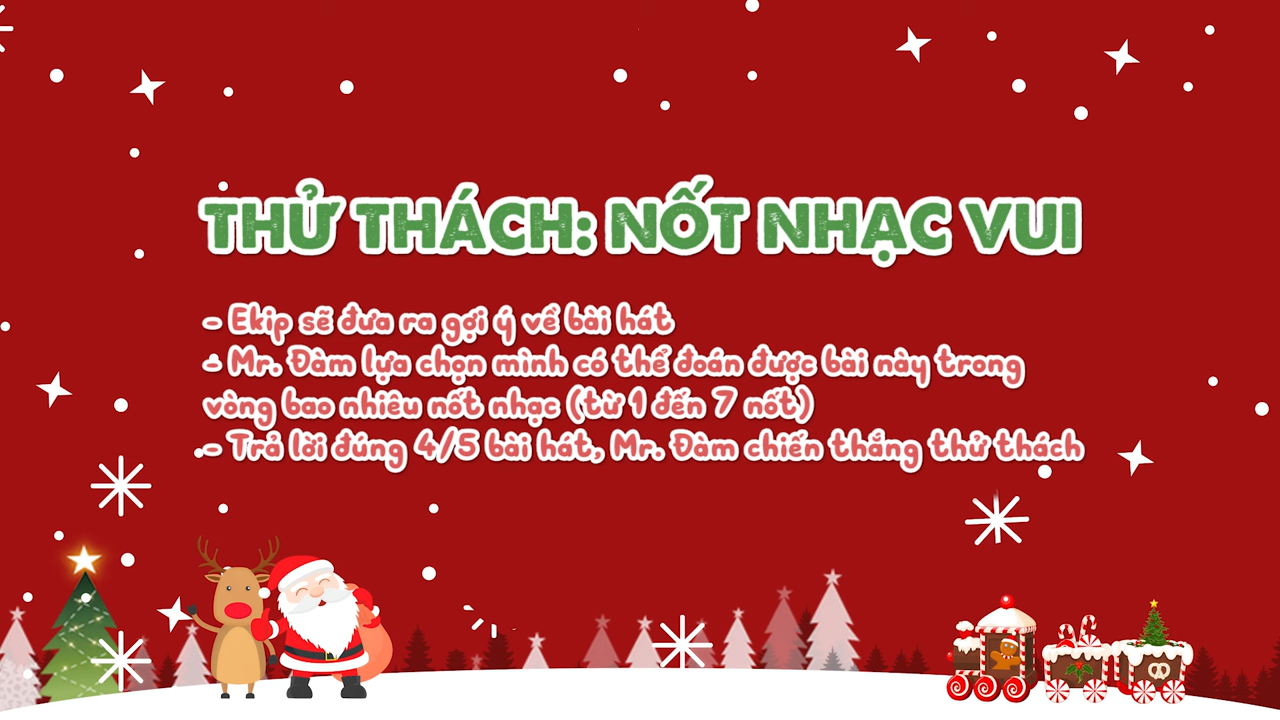 THỬ THÁCH: NỐT NHẠC VUI
- Ekip sẽ đưa ra gợi ý về bài hát
- Mr. Đàm lựa chọn mình có thể đoán được bài này trong
vòng bao nhiêu nốt nhạc (từ 1 đến 7 nốt)
- Trả lời đúng 4/5 bài hát, Mr. Đàm chiến thắng thử thách